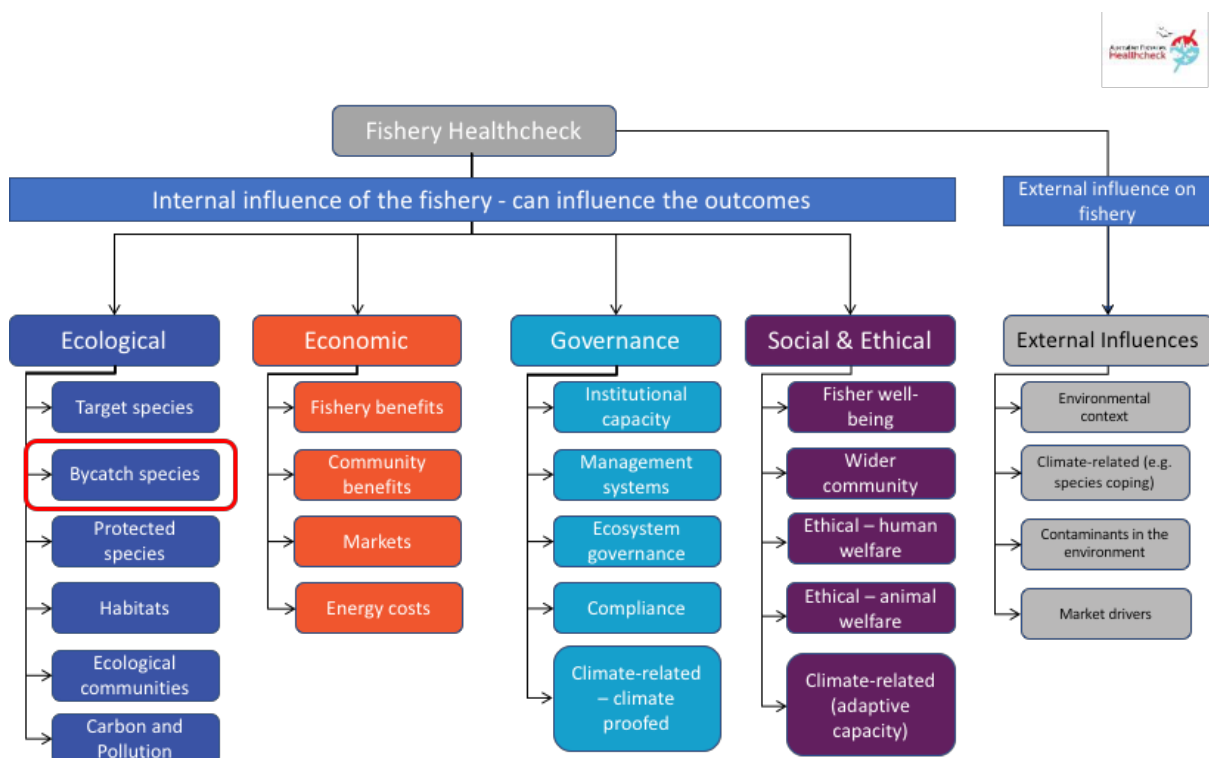 Australian Fisheries
Healthcheck
Fishery Healthcheck
Internal influence of the fishery - can influence the outcomes
External influence on
fishery
Ecological
Target species
Bycatch species
Protected
species
Habitats
Ecological
communities
Carbon and
Pollution
Economic
Fishery benefits
Community
benefits
Markets
Energy costs
Governance
Institutional
capacity
Management
systems
Ecosystem
governance
Compliance
Climate-related
– climate
proofed
Social & Ethical
Fisher well-
being
Wider
community
Ethical – human
welfare
Ethical – animal
welfare
Climate-related
(adaptive
capacity)
External Influences
Environmental
context
Climate-related (e.g.
species coping)
Contaminants in the
environment
Market drivers